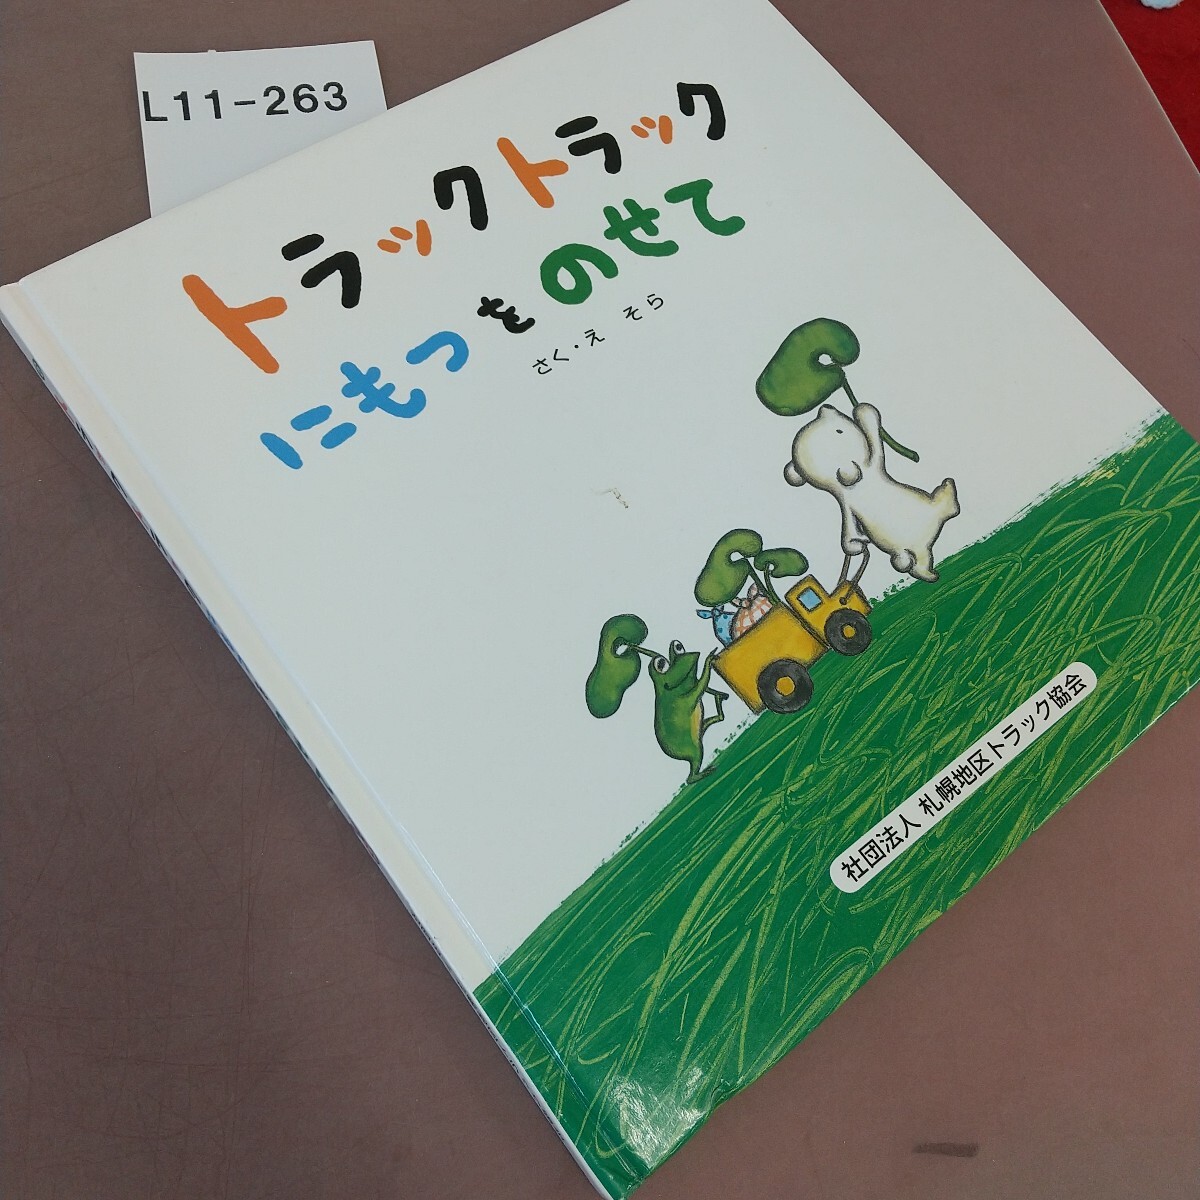 L11-263
トラックトラック
にもつをのせて
さく・え そら
社団法人 札幌地区トラック協会